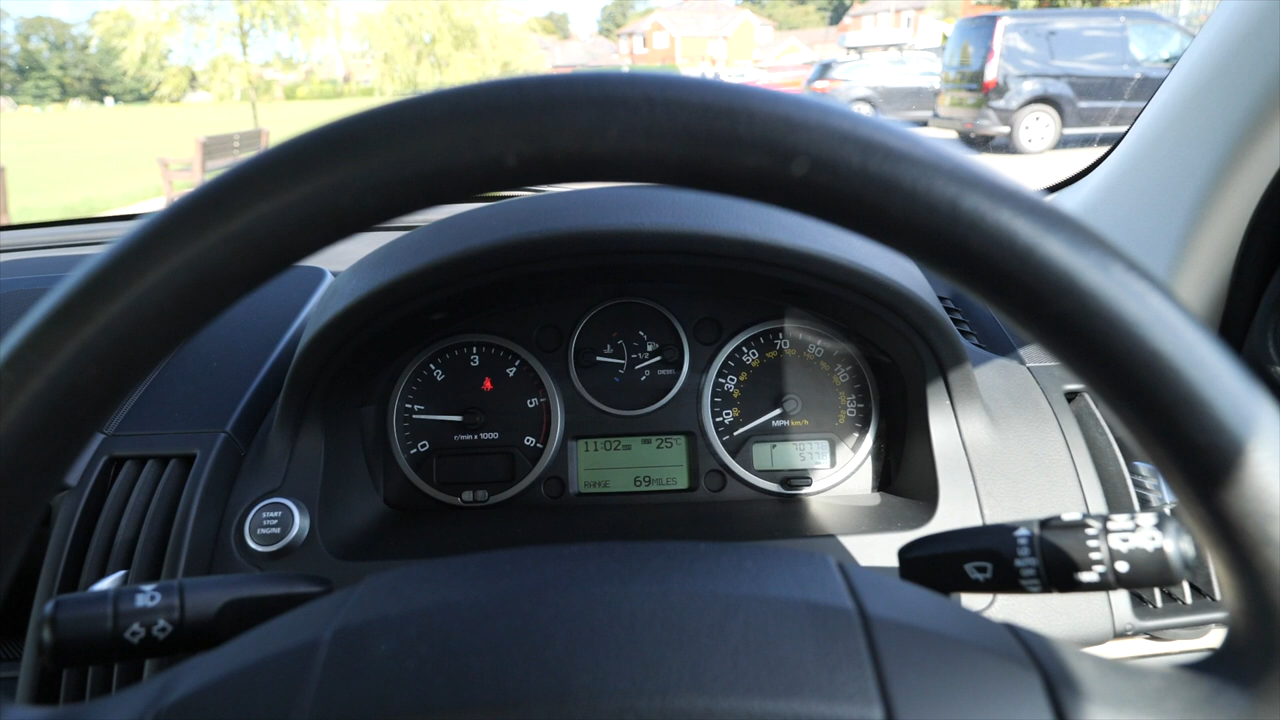 0 1 2 3 4 5 6
r/min x 1000
1/2
0
DIESEL
10 30 50 70 90 110 130
MPH km/h
11:02 25°C
RANGE 69MILES
P
START
STOP
ENGINE